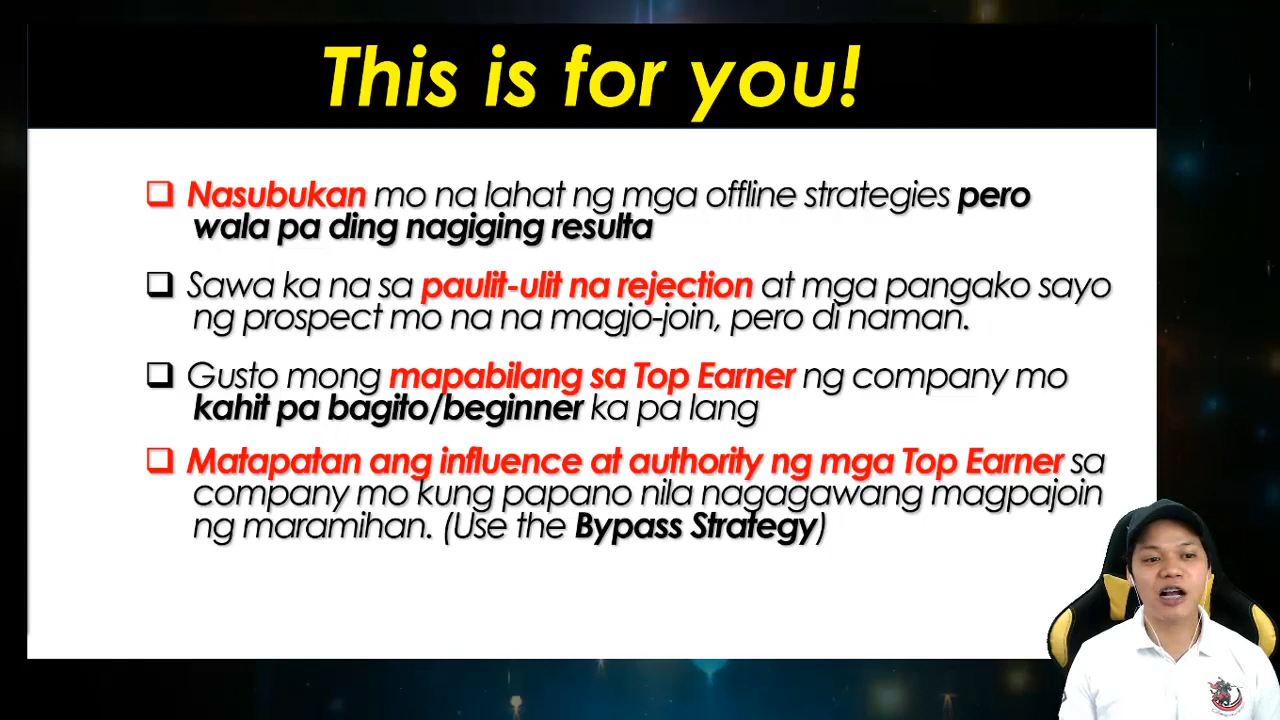 This is for you!
Nasubukan mo na lahat ng mga offline strategies pero
wala pa ding nagiging resulta
Sawa ka na sa paulit-ulit na rejection at mga pangako sayo
ng prospect mo na na magjo-join, pero di naman.
Gusto mong mapabilang sa Top Earner ng company mo
kahit pa bagito/beginner ka pa lang
Matapatan ang influence at authority ng mga Top Earner sa
company mo kung papano nila nagagawang magpajoin
ng maramihan. (Use the Bypass Strategy)